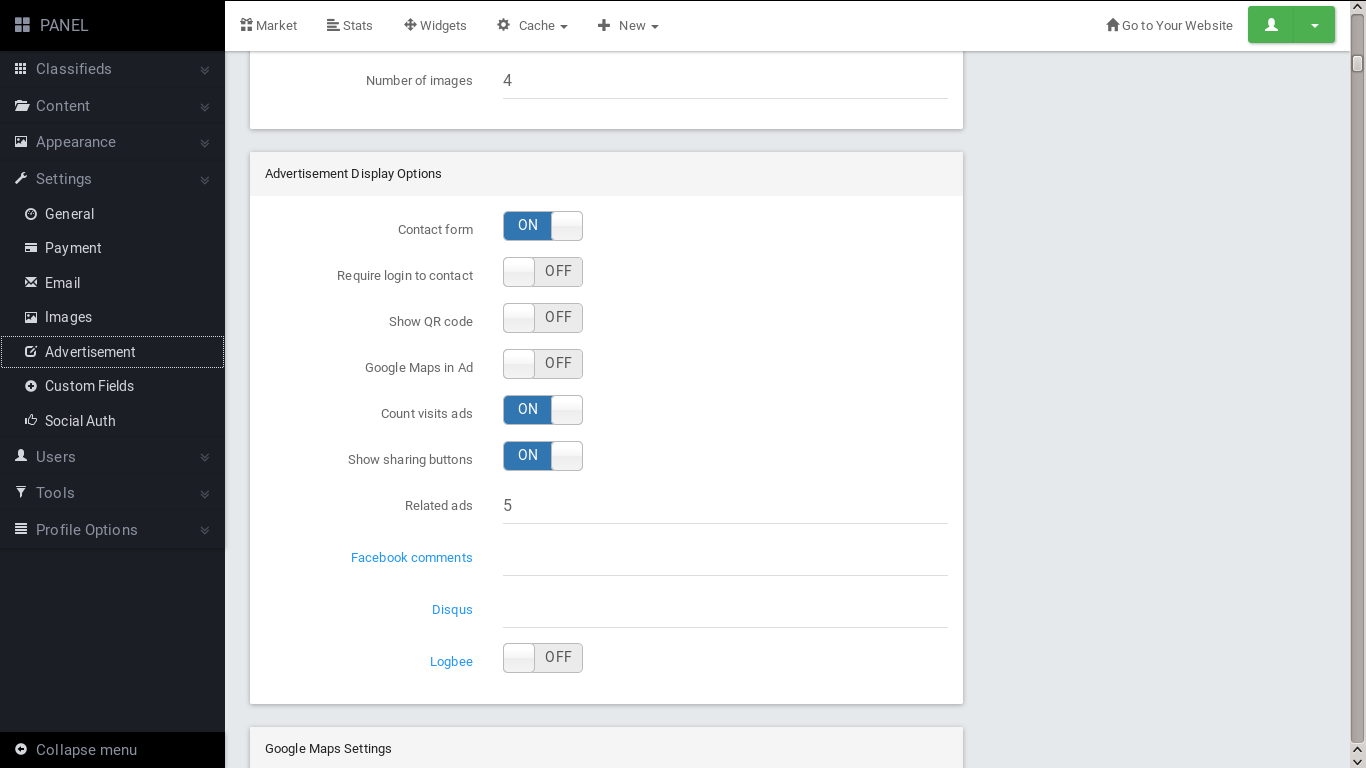 PANEL
Market
Stats
Widgets
Cache
New
Go to Your Website
Classifieds
Content
Appearance
Settings
General
Payment
Email
Images
Advertisement
Custom Fields
Social Auth
Users
Tools
Profile Options
Collapse menu
Number of images 4
Advertisement Display Options
Contact form ON
Require login to contact OFF
Show QR code OFF
Google Maps in Ad OFF
Count visits ads ON
Show sharing buttons ON
Related ads 5
Facebook comments
Disqus
Logbee OFF
Google Maps Settings